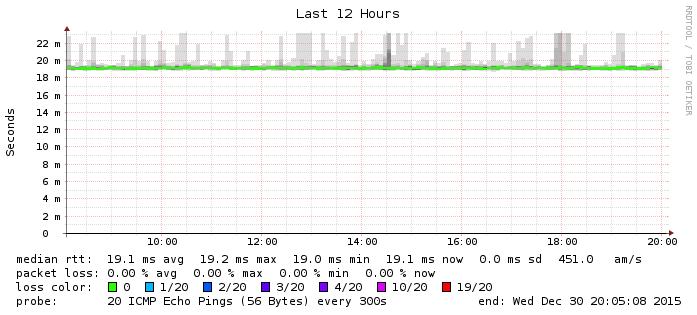 Last 12 Hours
RRDTOOL / TOBI OETIKER
Seconds
22 m
20 m
18 m
16 m
14 m
12 m
10 m
8 m
6 m
4 m
2 m
0
10:00 12:00 14:00 16:00 18:00 20:00
median rtt: 19.1 ms avg 19.2 ms max 19.0 ms min 19.1 ms now 0.0 ms sd 451.0 am/s
packet loss: 0.00 % avg 0.00 % max 0.00 % min 0.00 % now
loss color: 0 1/20 2/20 3/20 4/20 10/20 19/20
probe: 20 ICMP Echo Pings (56 Bytes) every 300s end: Wed Dec 30 20:05:08 2015